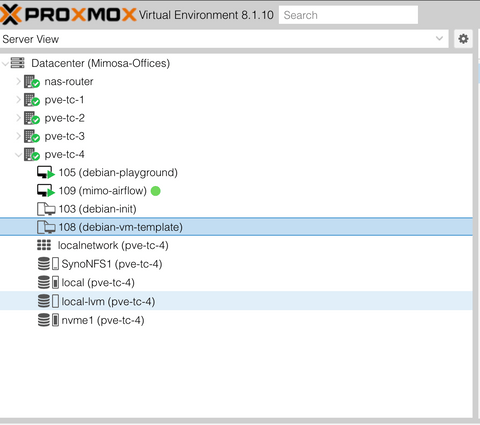 PROXMOX Virtual Environment 8.1.10 Search
Server View
Datacenter (Mimosa-Offices)
nas-router
pve-tc-1
pve-tc-2
pve-tc-3
pve-tc-4
105 (debian-playground)
109 (mimo-airflow)
103 (debian-init)
108 (debian-vm-template)
localnetwork (pve-tc-4)
SynoNFS1 (pve-tc-4)
local (pve-tc-4)
local-lvm (pve-tc-4)
nvme1 (pve-tc-4)